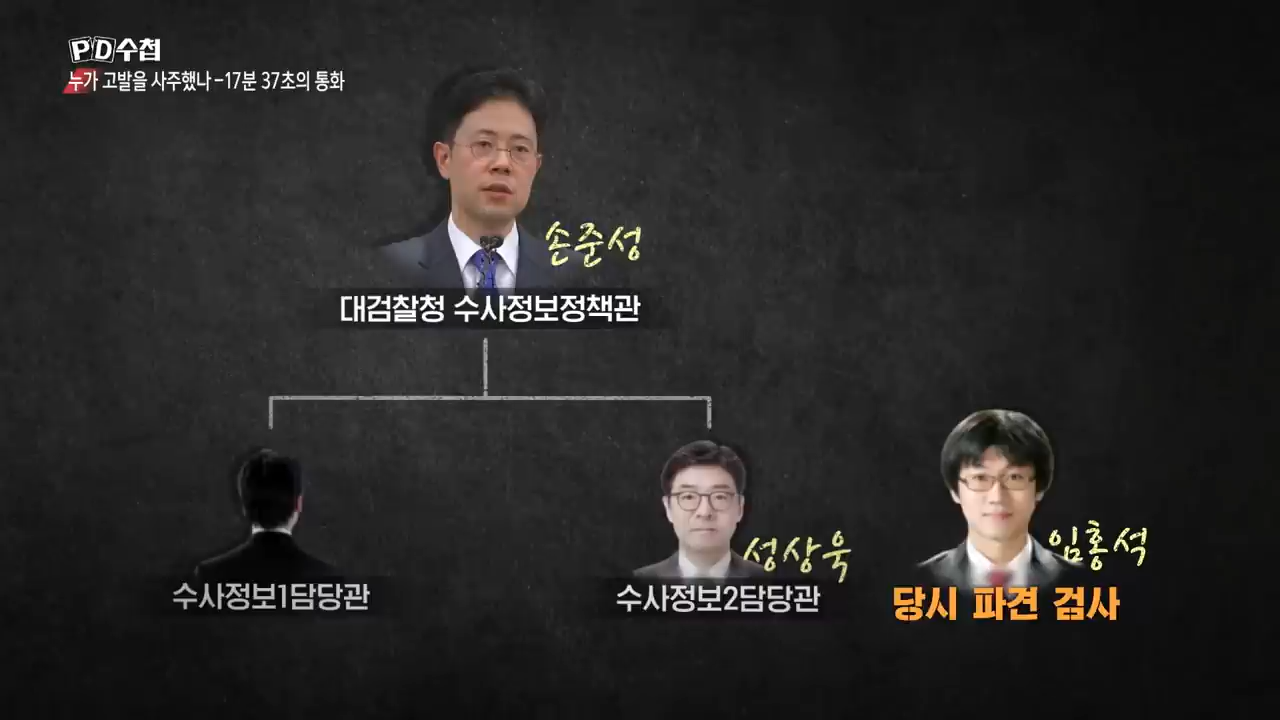 PD수첩
누가 고발을 사주했나-17분 37초의 통화
손준성
대검찰청 수사정보정책관
성상욱
임홍석
수사정보1담당관
수사정보2담당관
당시 파견 검사